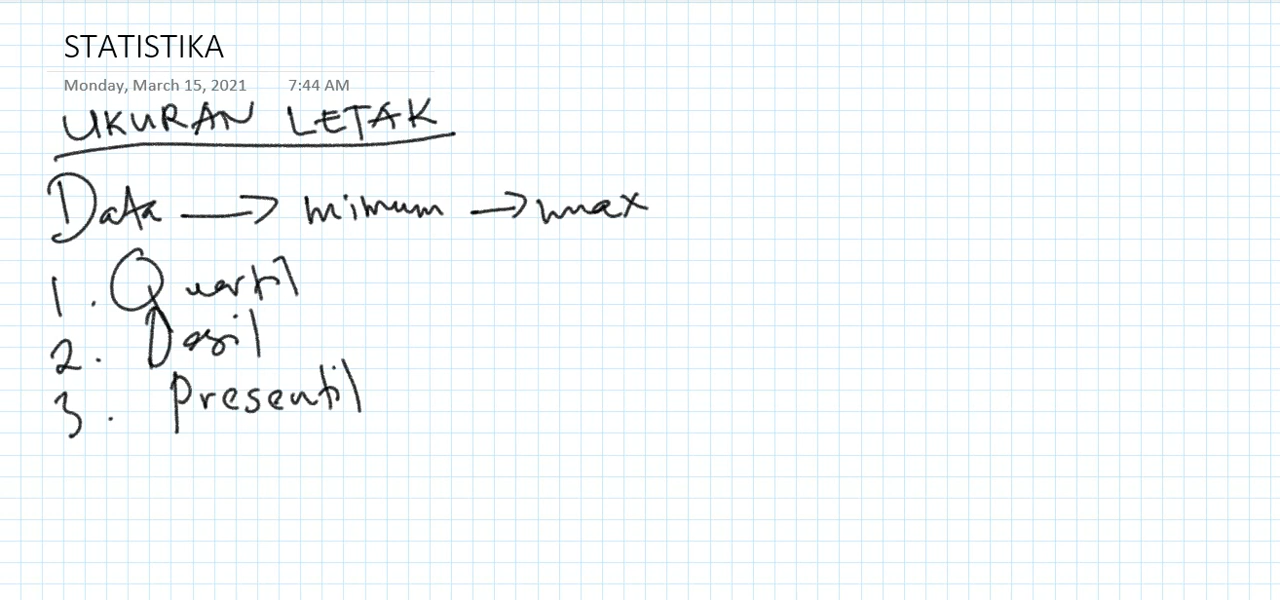 STATISTIKA
Monday, March 15, 2021 7:44 AM
UKURAN LETAK
Data → minimum → max
1. Quartil
2. Desil
3. Presentil